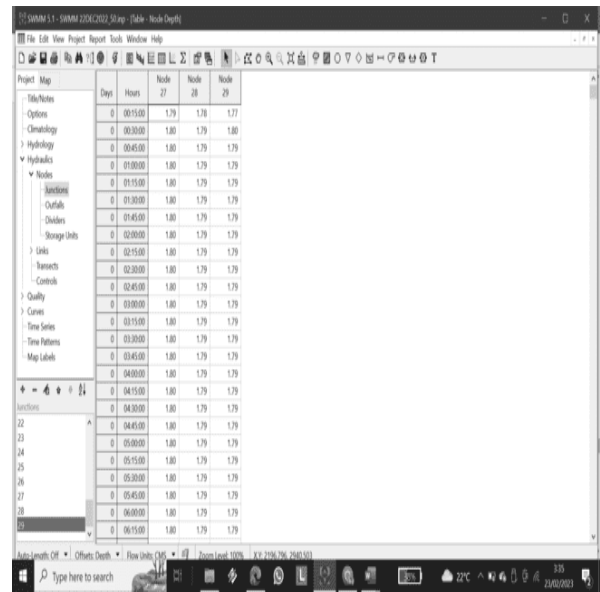 SWMM 5.1 - SWMM 22DEC2022_50.inp - [Table - Node Depth]
File Edit View Project Report Tools Window Help
Project Map
Title/Notes
Options
Climatology
Hydrology
Hydraulics
Nodes
Junctions
Outfalls
Dividers
Storage Units
Links
Transects
Controls
Quality
Curves
Time Series
Time Patterns
Map Labels
Junctions
22
23
24
25
26
27
28
29
Days Hours Node 27 Node 28 Node 29
0 00:15:00 1.79 1.78 1.77
0 00:30:00 1.80 1.79 1.80
0 00:45:00 1.80 1.79 1.79
0 01:00:00 1.80 1.79 1.79
0 01:15:00 1.80 1.79 1.79
0 01:30:00 1.80 1.79 1.79
0 01:45:00 1.80 1.79 1.79
0 02:00:00 1.80 1.79 1.79
0 02:15:00 1.80 1.79 1.79
0 02:30:00 1.80 1.79 1.79
0 02:45:00 1.80 1.79 1.79
0 03:00:00 1.80 1.79 1.79
0 03:15:00 1.80 1.79 1.79
0 03:30:00 1.80 1.79 1.79
0 03:45:00 1.80 1.79 1.79
0 04:00:00 1.80 1.79 1.79
0 04:15:00 1.80 1.79 1.79
0 04:30:00 1.80 1.79 1.79
0 04:45:00 1.80 1.79 1.79
0 05:00:00 1.80 1.79 1.79
0 05:15:00 1.80 1.79 1.79
0 05:30:00 1.80 1.79 1.79
0 05:45:00 1.80 1.79 1.79
0 06:00:00 1.80 1.79 1.79
0 06:15:00 1.80 1.79 1.79
Auto-Length: Off Offsets: Depth Flow Units: CMS Zoom Level: 100% X,Y: 2196.796, 2940.503
Type here to search
22°C
3:35
23/02/2023